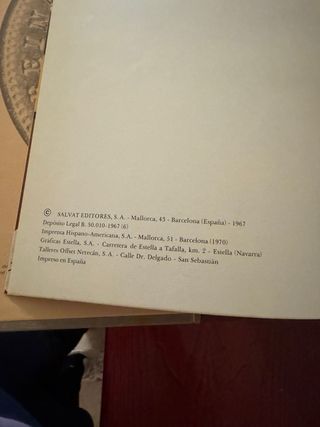 REIN
© SALVAT EDITORES, S. A. - Mallorca, 43 - Barcelona (España) - 1967
Depósito Legal B. 30.010-1967 (6)
Imprenta Hispano-Americana, S.A. - Mallorca, 51 - Barcelona (1970)
Gráficas Estella, S.A. - Carretera de Estella a Tafalla, km. 2 - Estella (Navarra)
Talleres Offset Nerecán, S.A. - Calle Dr. Delgado - San Sebastián
Impreso en España